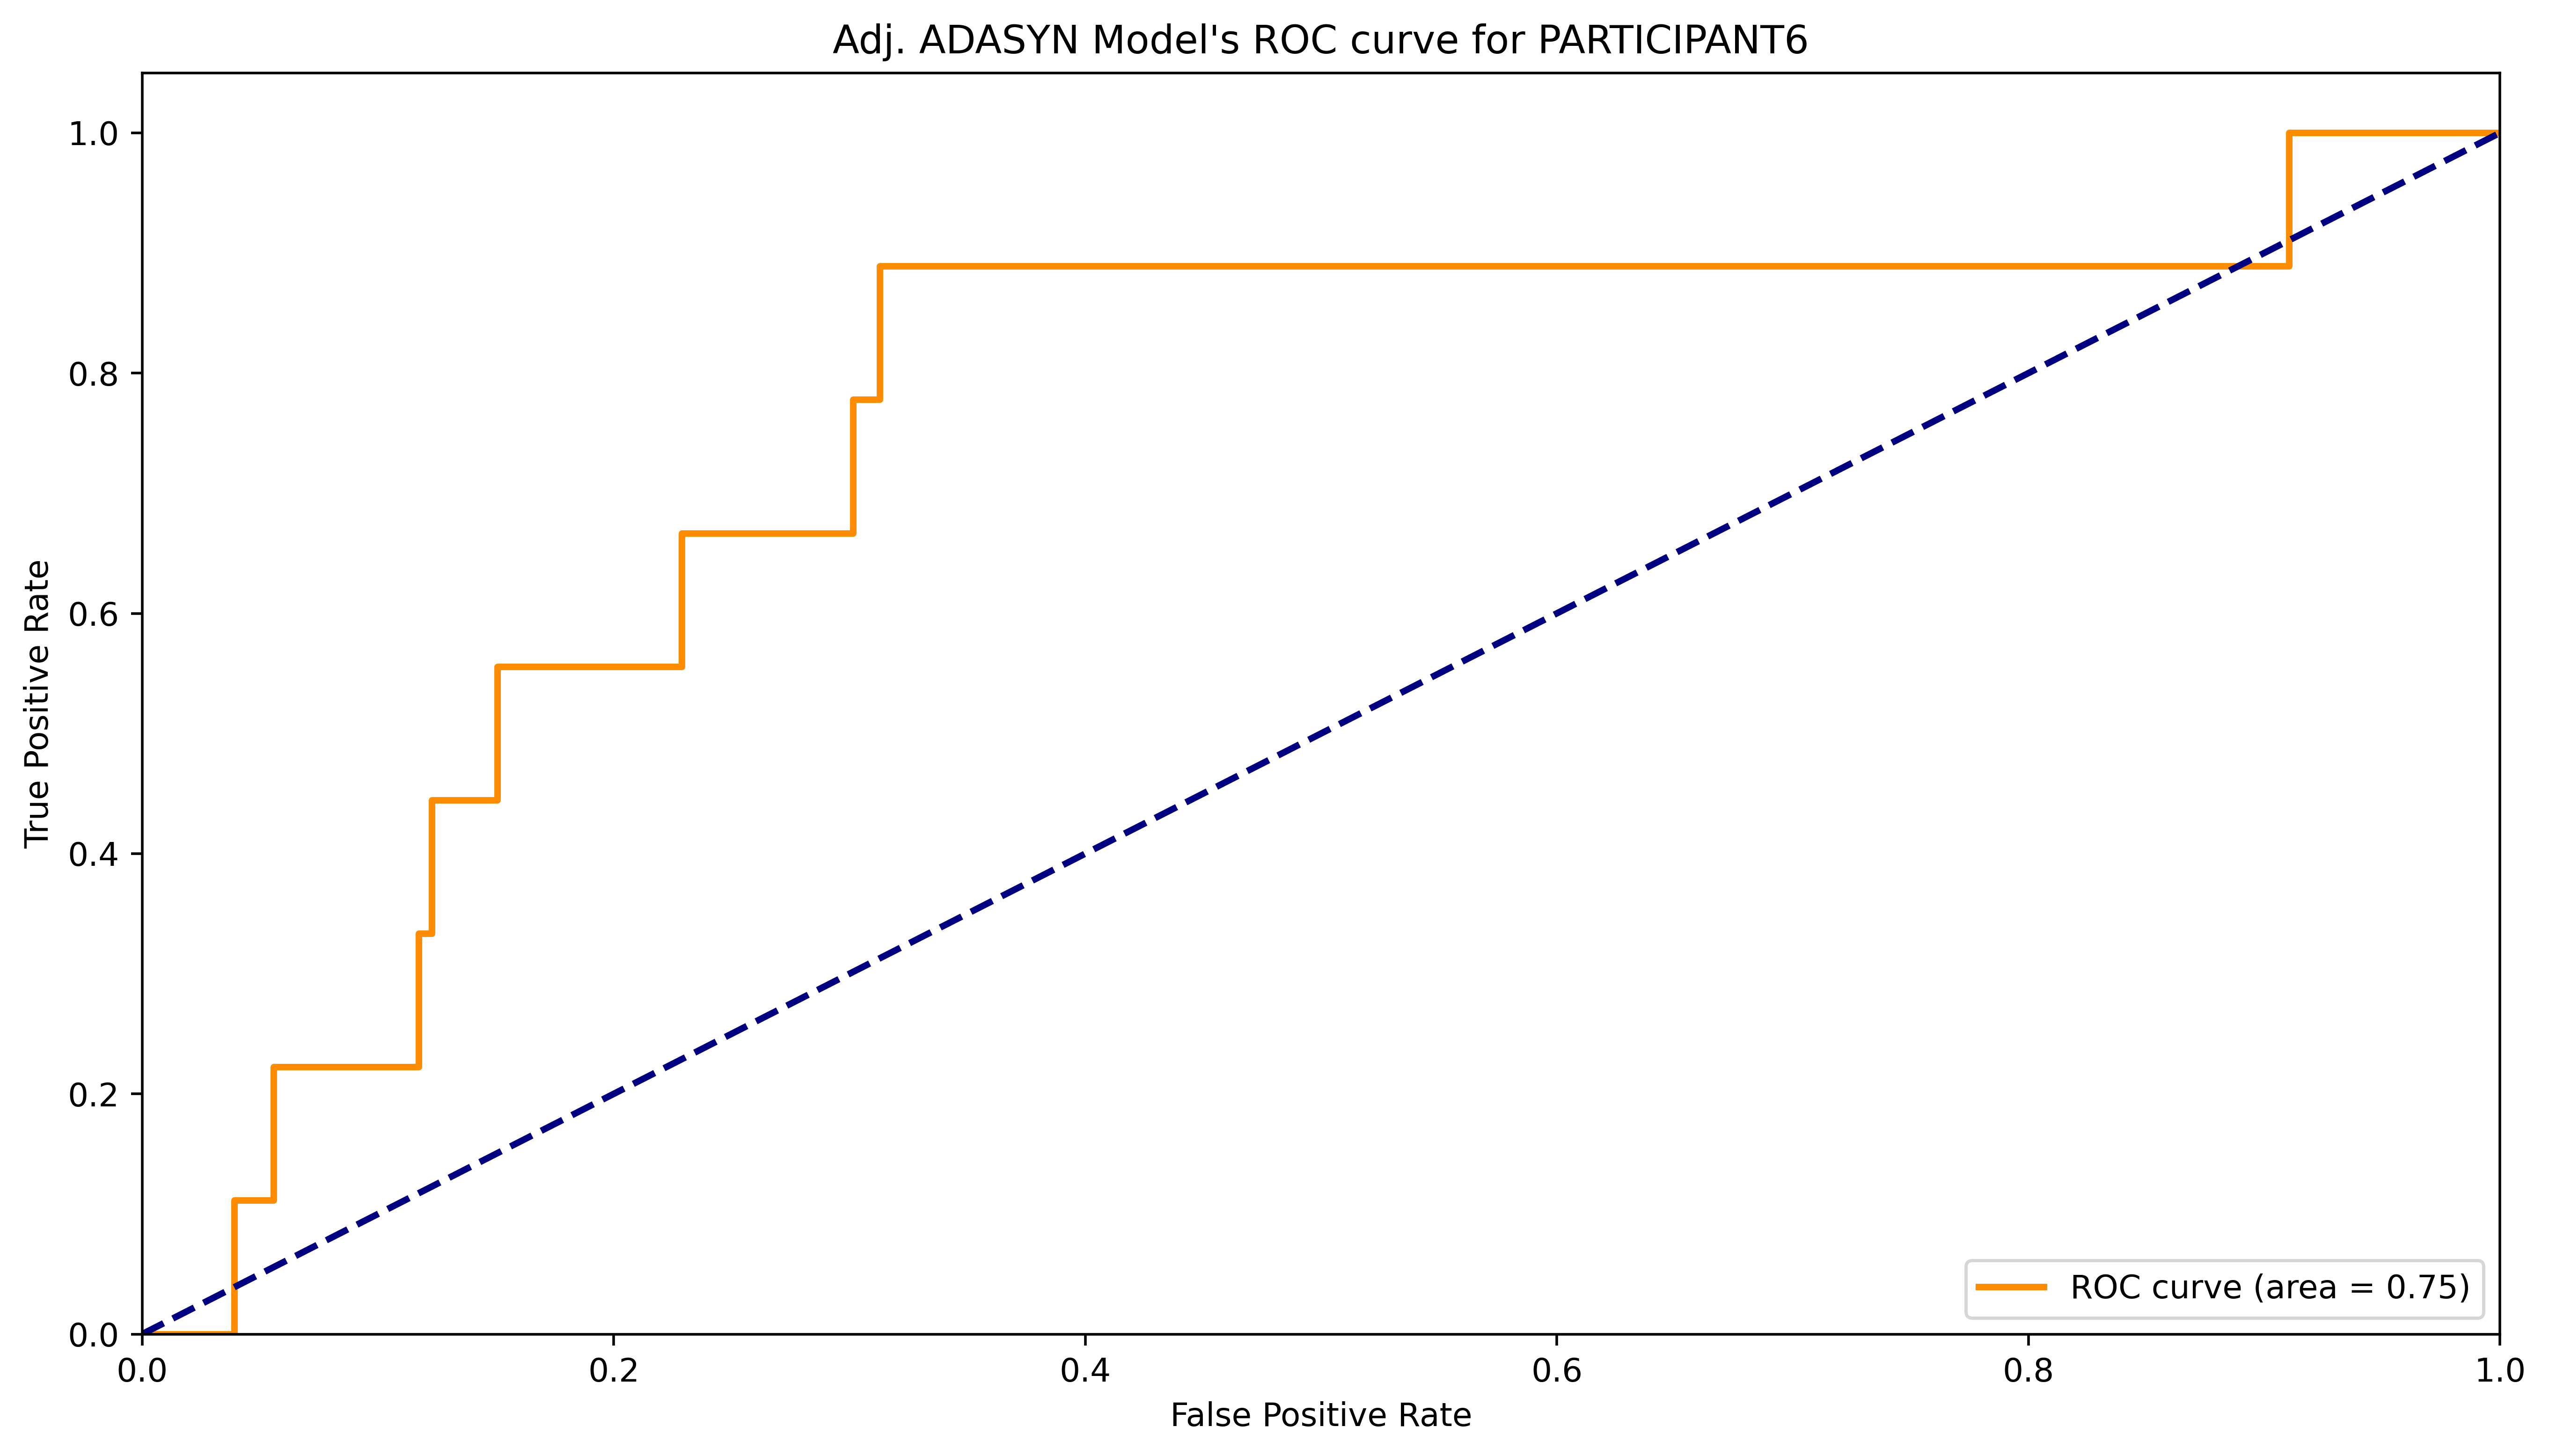 Adj. ADASYN Model's ROC curve for PARTICIPANT6
True Positive Rate
1.0
0.8
0.6
0.4
0.2
0.0
0.0 0.2 0.4 0.6 0.8 1.0
False Positive Rate
ROC curve (area = 0.75)